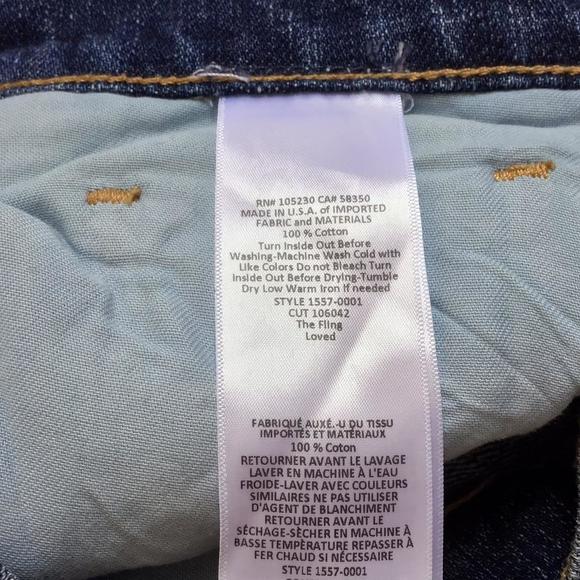 RN# 105230 CA# 58350
MADE IN U.S.A. of IMPORTED
FABRIC and MATERIALS
100 % Cotton
Turn Inside Out Before
Washing-Machine Wash Cold with
Like Colors Do not Bleach Turn
Inside Out Before Drying-Tumble
Dry Low Warm Iron if needed
STYLE 1557-0001
CUT 106042
The Fling
Loved
FABRIQUÉ AUXÉ.-U DU TISSU
IMPORTÉS ET MATÉRIAUX
100 % Coton
RETOURNER AVANT LE LAVAGE
LAVER EN MACHINE À L'EAU
FROIDE-LAVER AVEC COULEURS
SIMILAIRES NE PAS UTILISER
D'AGENT DE BLANCHIMENT
RETOURNER AVANT LE
SÉCHAGE-SÈCHER EN MACHINE À
BASSE TEMPÈRATURE REPASSER À
FER CHAUD SI NÉCESSAIRE
STYLE 1557-0001